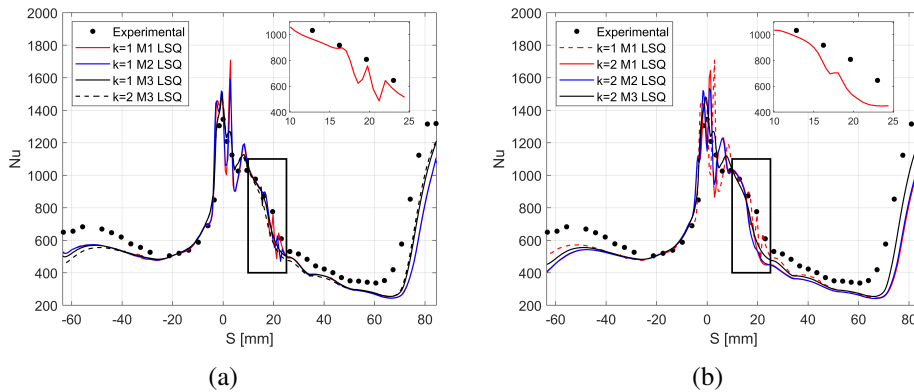 2000
1800
1600
1400
1200
1000
800
600
400
200
Nu
Experimental
k=1 M1 LSQ
k=1 M2 LSQ
k=1 M3 LSQ
k=2 M3 LSQ
1000
800
600
400
10 15 20 25
-60 -40 -20 0 20 40 60 80
S [mm]
(a)
2000
1800
1600
1400
1200
1000
800
600
400
200
Nu
Experimental
k=1 M1 LSQ
k=2 M1 LSQ
k=2 M2 LSQ
k=2 M3 LSQ
1000
800
600
400
10 15 20 25
-60 -40 -20 0 20 40 60 80
S [mm]
(b)